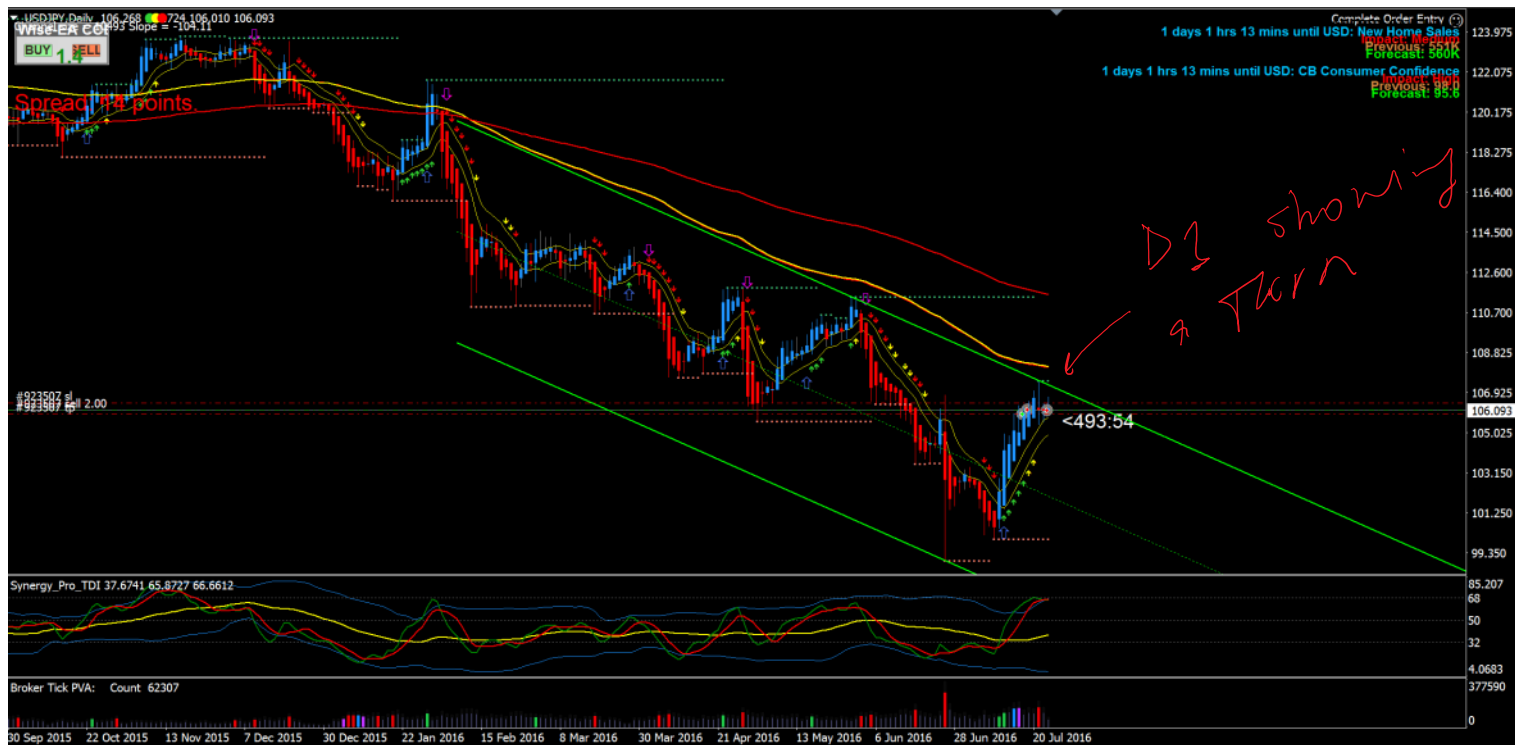 USDJPY,Daily 106.268 724 106.010 106.093
0493 Slope = -104.11
Wise-EA CCI
BUY SELL
1.4
Spread 14 points.
Complete Order Entry
1 days 1 hrs 13 mins until USD: New Home Sales
Impact: Medium
Previous: 551K
Forecast: 560K
1 days 1 hrs 13 mins until USD: CB Consumer Confidence
Impact: High
Previous: 98.0
Forecast: 95.6
showing
a
#923507 sl
#923507 sell 2.00
#923507 tp
<493:54
123.975
122.075
120.175
118.275
116.400
114.500
112.600
110.700
108.825
106.925
106.093
105.025
103.150
101.250
99.350
Synergy_Pro_TDI 37.6741 65.8727 66.6612
85.207
68
50
32
4.0683
Broker Tick PVA: Count 62307
377590
0
30 Sep 2015 22 Oct 2015 13 Nov 2015 7 Dec 2015 30 Dec 2015 22 Jan 2016 15 Feb 2016 8 Mar 2016 30 Mar 2016 21 Apr 2016 13 May 2016 6 Jun 2016 28 Jun 2016 20 Jul 2016